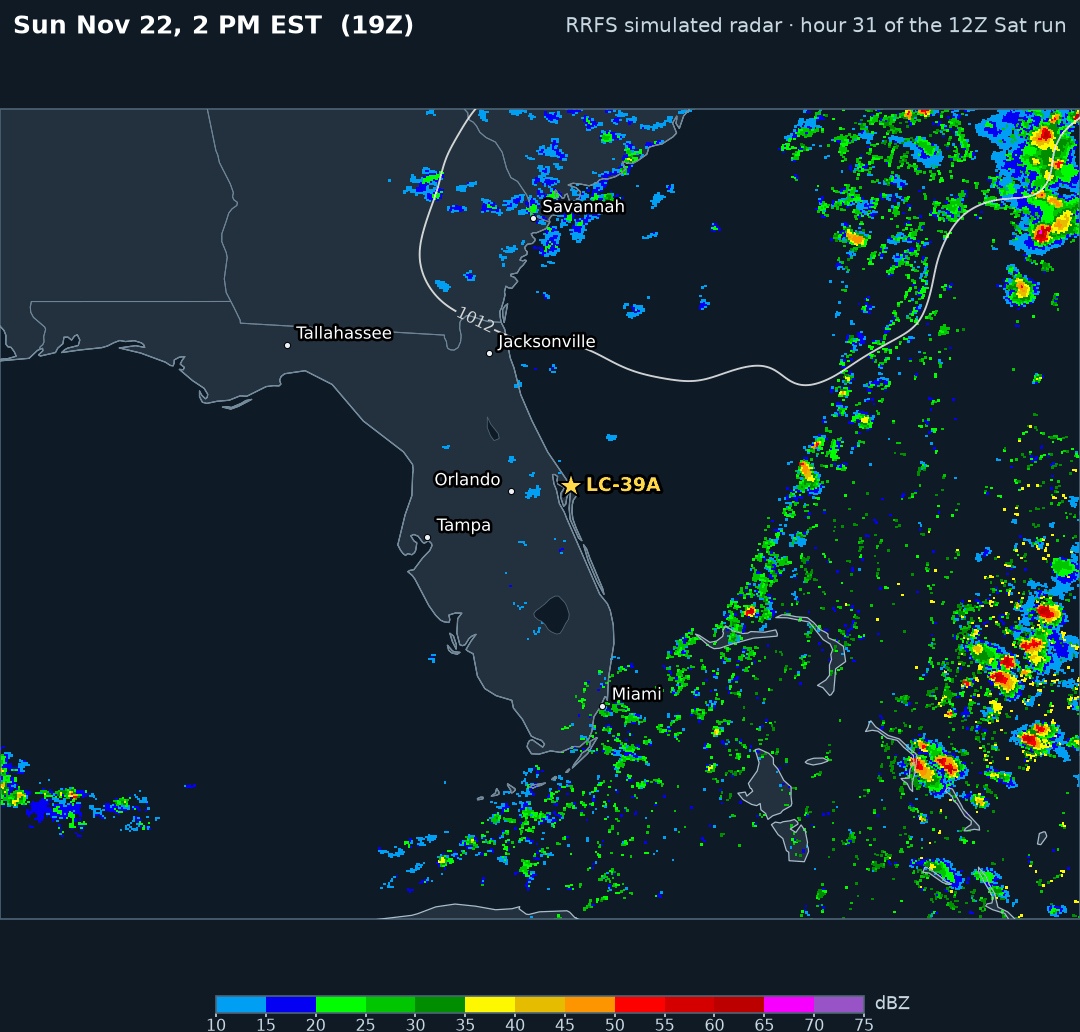 Sun Nov 22, 2 PM EST (19Z)
RRFS simulated radar · hour 31 of the 12Z Sat run
Savannah
1012
Tallahassee
Jacksonville
Orlando
LC-39A
Tampa
Miami
dBZ
10 15 20 25 30 35 40 45 50 55 60 65 70 75